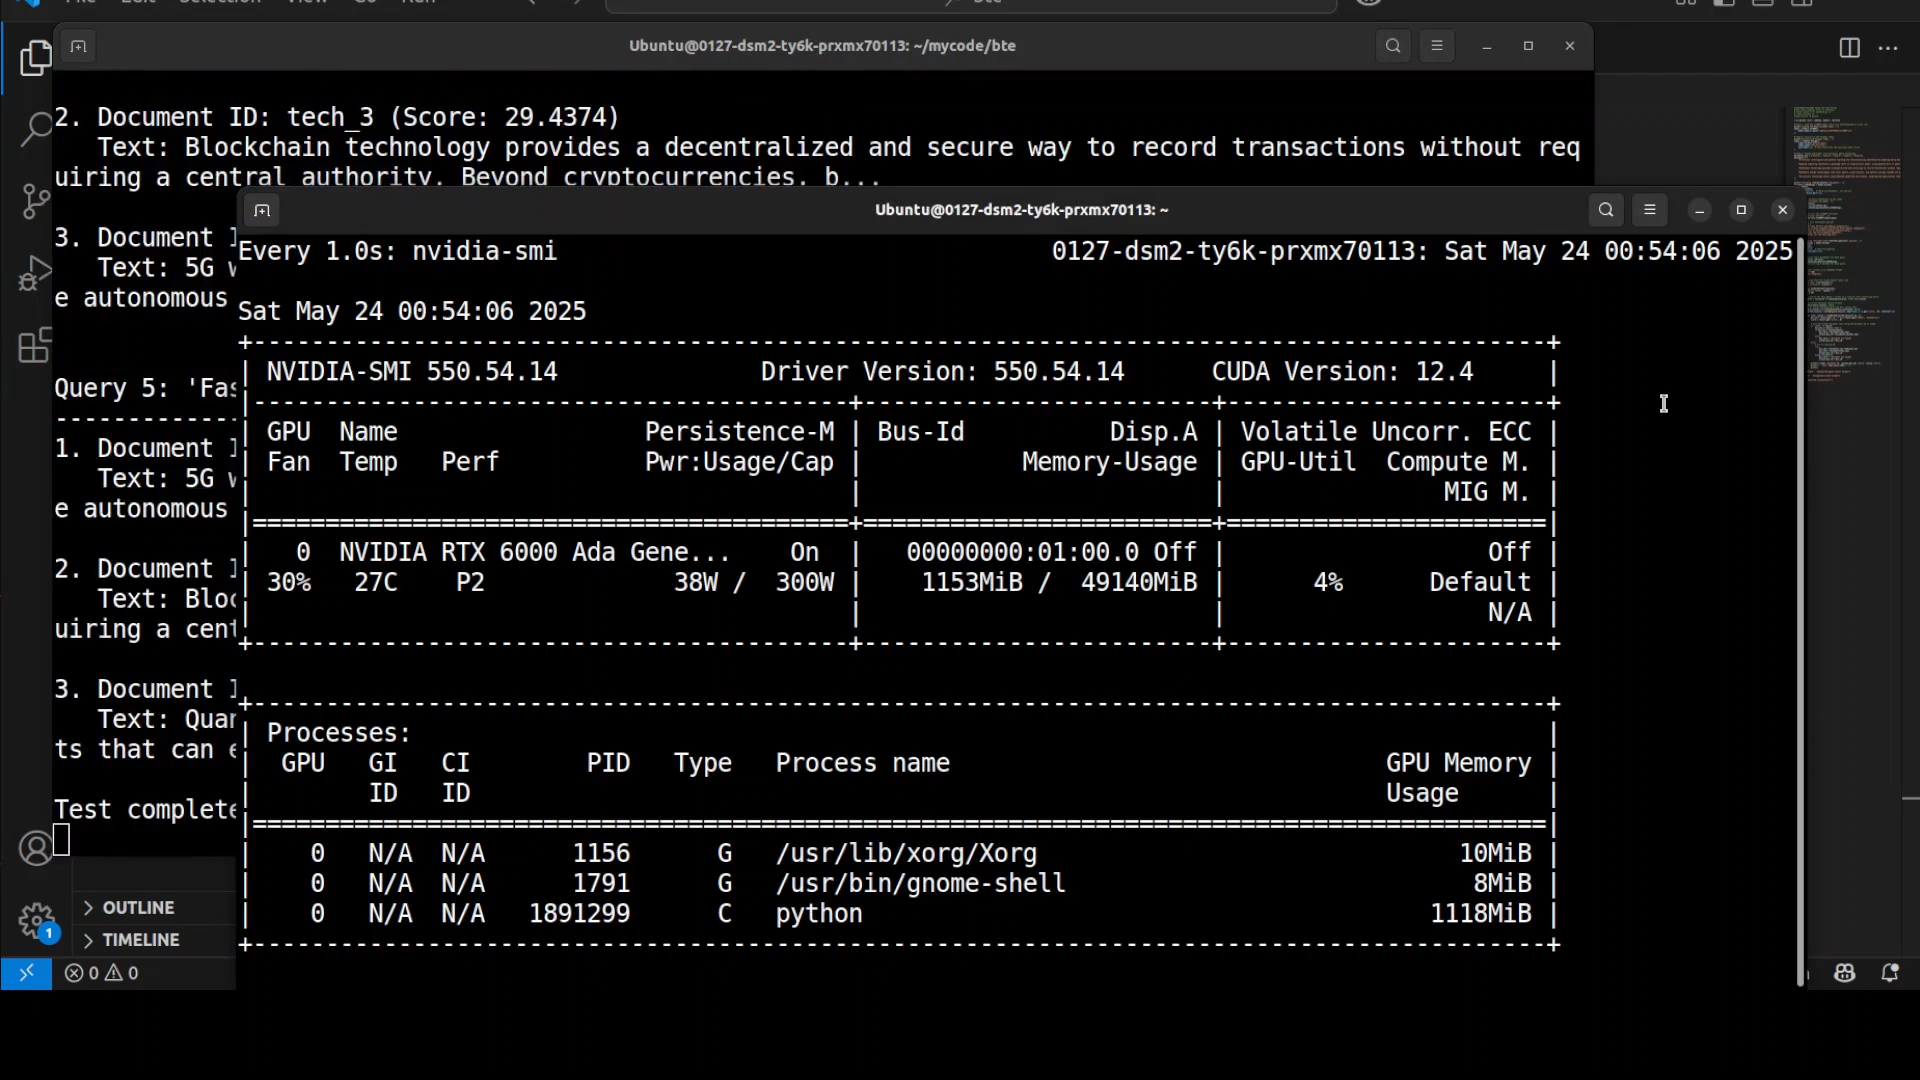 Ubuntu@0127-dsm2-ty6k-prxmx70113: ~/mycode/bte
2. Document ID: tech_3 (Score: 29.4374)
Text: Blockchain technology provides a decentralized and secure way to record transactions without req
uiring a central authority. Beyond cryptocurrencies, b...
3. Document I
Text: 5G w
e autonomous
Query 5: 'Fas
------------
1. Document I
Text: 5G w
e autonomous
2. Document I
Text: Bloc
uiring a cent
3. Document I
Text: Quan
ts that can e
Test complete
OUTLINE
TIMELINE
1
0 0
Ubuntu@0127-dsm2-ty6k-prxmx70113: ~
Every 1.0s: nvidia-smi 0127-dsm2-ty6k-prxmx70113: Sat May 24 00:54:06 2025
Sat May 24 00:54:06 2025
NVIDIA-SMI 550.54.14 Driver Version: 550.54.14 CUDA Version: 12.4
GPU Name Persistence-M | Bus-Id Disp.A | Volatile Uncorr. ECC
Fan Temp Perf Pwr:Usage/Cap | Memory-Usage | GPU-Util Compute M.
MIG M.
0 NVIDIA RTX 6000 Ada Gene... On | 00000000:01:00.0 Off | Off
30% 27C P2 38W / 300W | 1153MiB / 49140MiB | 4% Default
N/A
Processes:
GPU GI CI PID Type Process name GPU Memory
ID ID Usage
0 N/A N/A 1156 G /usr/lib/xorg/Xorg 10MiB
0 N/A N/A 1791 G /usr/bin/gnome-shell 8MiB
0 N/A N/A 1891299 C python 1118MiB